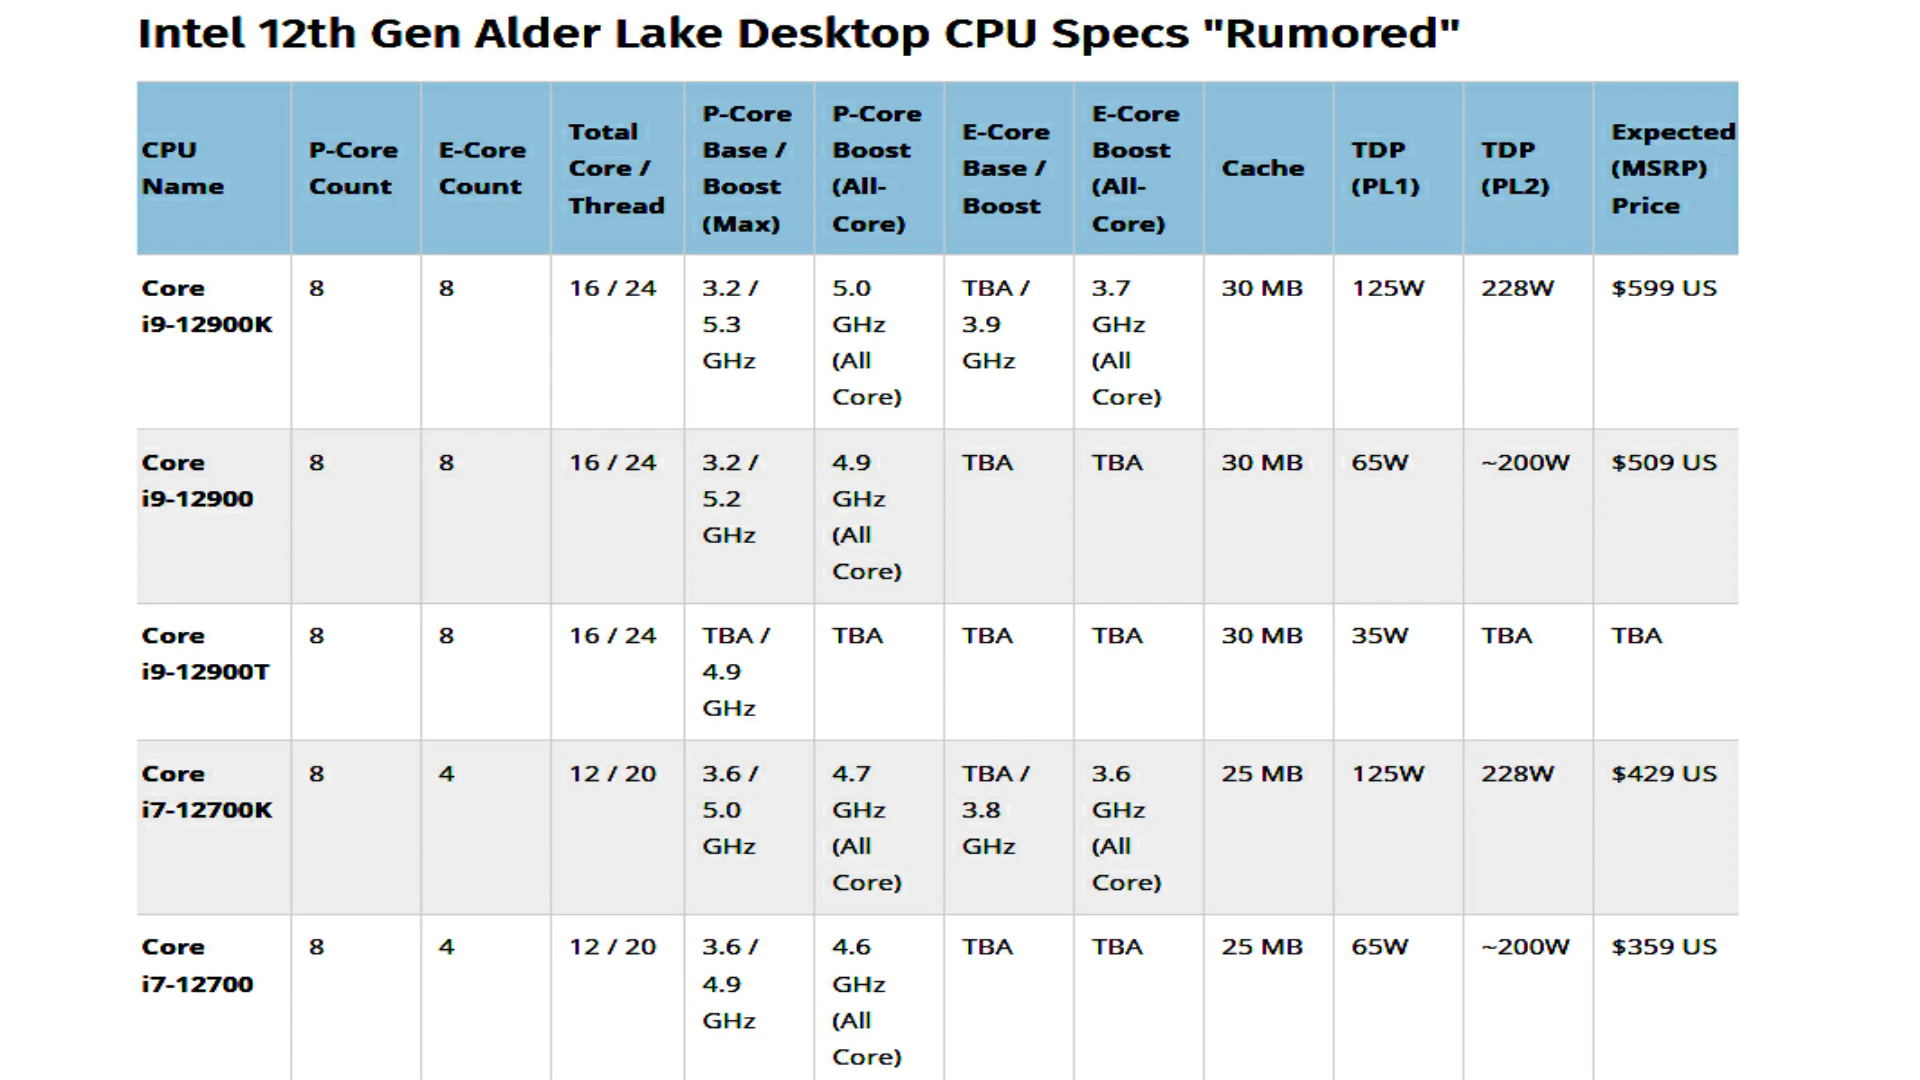 Intel 12th Gen Alder Lake Desktop CPU Specs "Rumored"
CPU
Name
P-Core
Count
E-Core
Count
Total
Core /
Thread
P-Core
Base /
Boost
(Max)
P-Core
Boost
(All-
Core)
E-Core
Base /
Boost
E-Core
Boost
(All-
Core)
Cache
TDP
(PL1)
TDP
(PL2)
Expected
(MSRP)
Price
Core
i9-12900K
8
8
16 / 24
3.2 /
5.3
GHz
5.0
GHz
(All
Core)
TBA /
3.9
GHz
3.7
GHz
(All
Core)
30 MB
125W
228W
$599 US
Core
i9-12900
8
8
16 / 24
3.2 /
5.2
GHz
4.9
GHz
(All
Core)
TBA
TBA
30 MB
65W
~200W
$509 US
Core
i9-12900T
8
8
16 / 24
TBA /
4.9
GHz
TBA
TBA
TBA
30 MB
35W
TBA
TBA
Core
i7-12700K
8
4
12 / 20
3.6 /
5.0
GHz
4.7
GHz
(All
Core)
TBA /
3.8
GHz
3.6
GHz
(All
Core)
25 MB
125W
228W
$429 US
Core
i7-12700
8
4
12 / 20
3.6 /
4.9
GHz
4.6
GHz
(All
Core)
TBA
TBA
25 MB
65W
~200W
$359 US